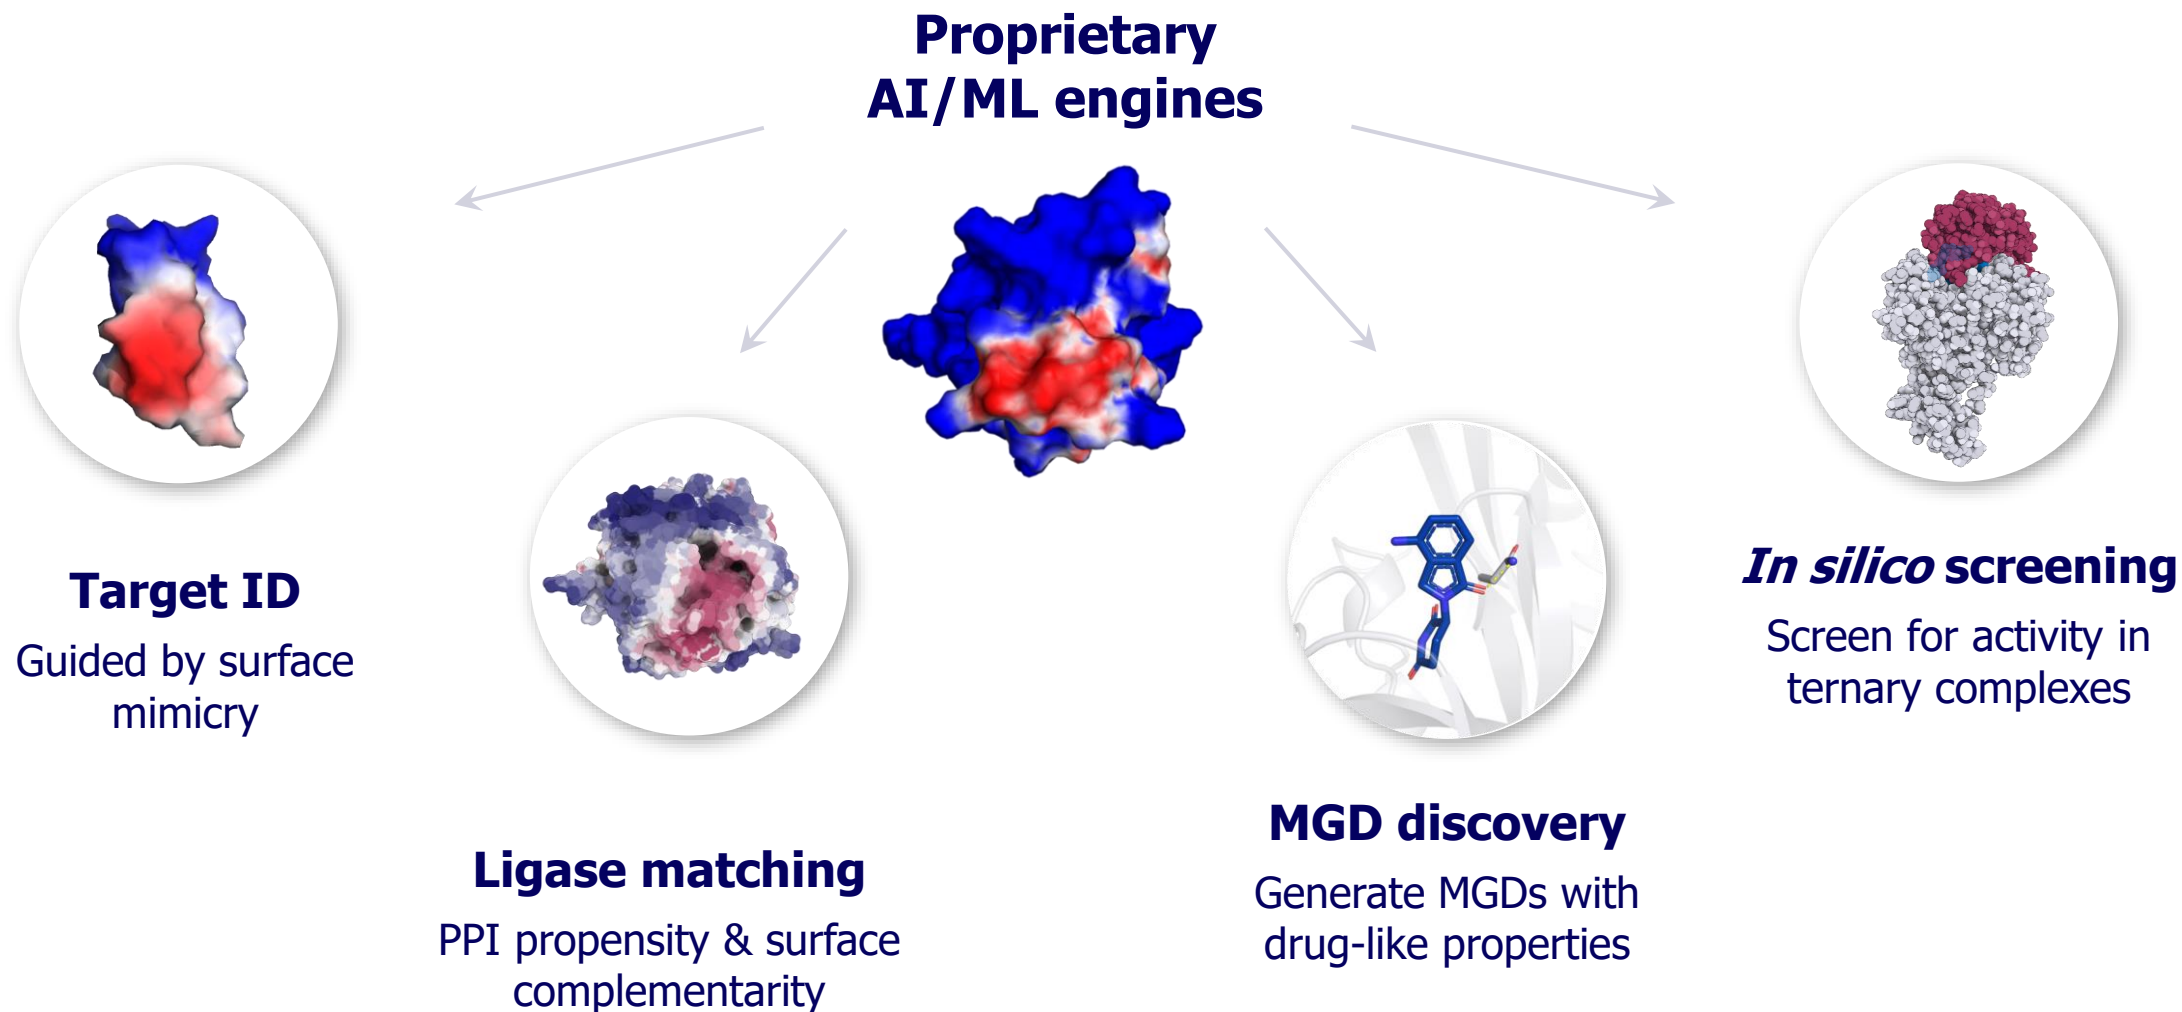 Proprietary
AI/ML engines
Target ID
Guided by surface
mimicry
Ligase matching
PPI propensity & surface
complementarity
MGD discovery
Generate MGDs with
drug-like properties
In silico screening
Screen for activity in
ternary complexes